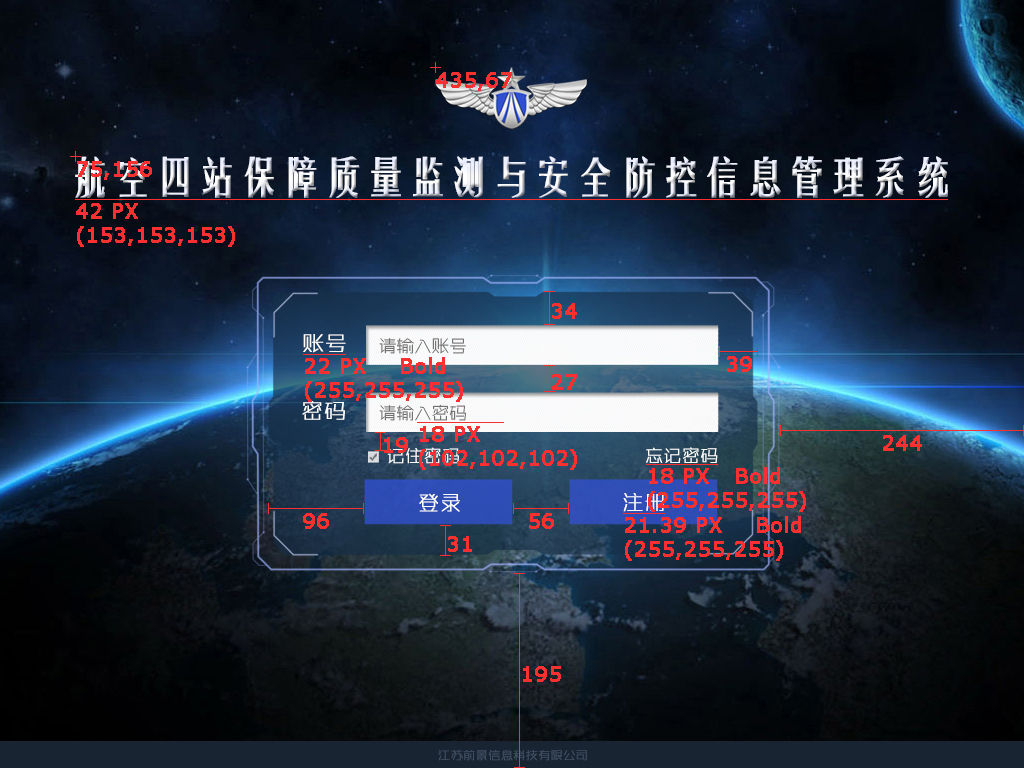 435,67
航空四站保障质量监测与安全防控信息管理系统
75,156
42 PX
(153,153,153)
34
账号 请输入账号
39
22 PX Bold
(255,255,255)
27
密码 请输入密码
19
18 PX
(102,102,102)
244
记住密码 忘记密码
18 PX Bold
(255,255,255)
登录 注册
96
56
21.39 PX Bold
(255,255,255)
31
195
江苏前景信息科技有限公司